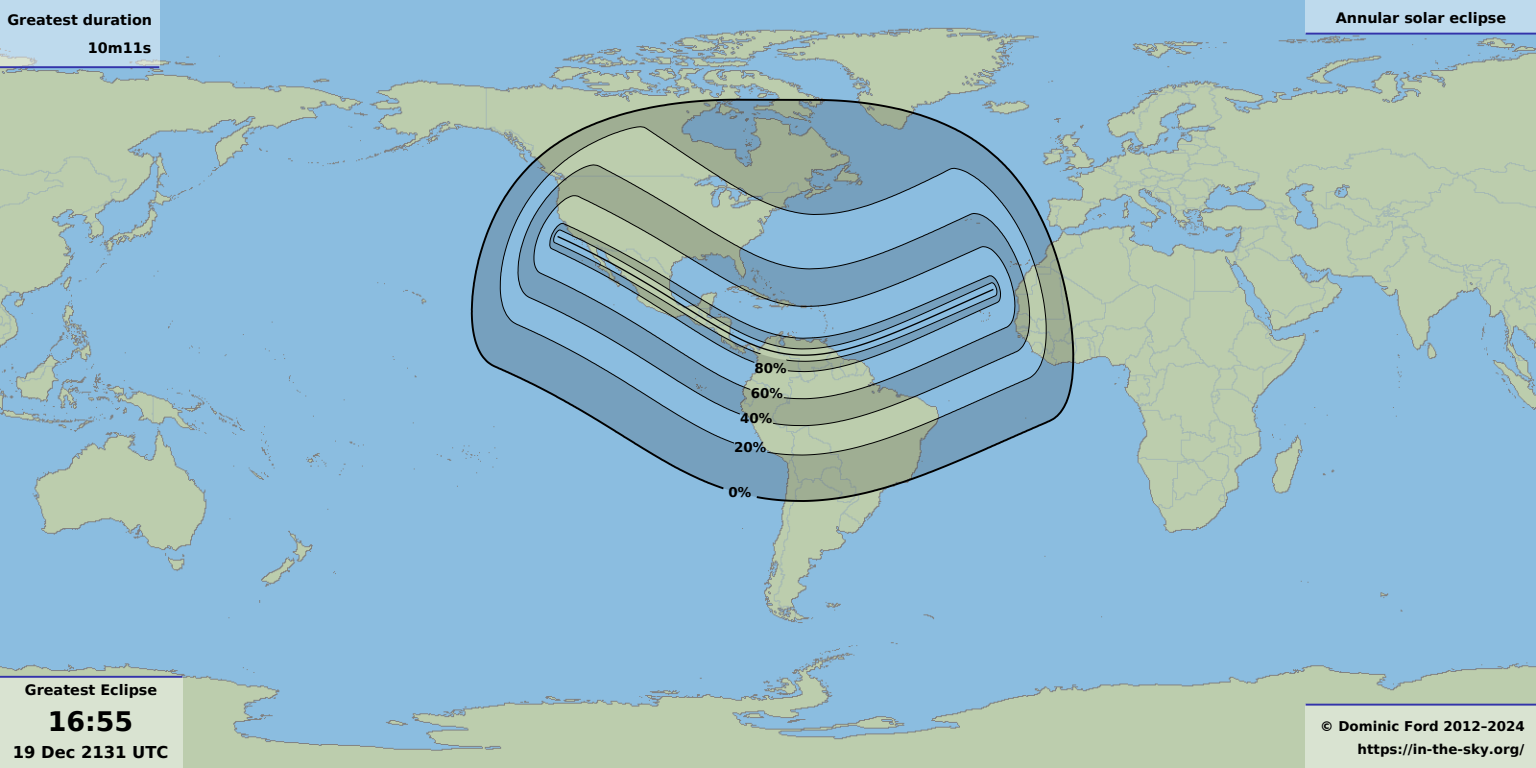 Greatest duration
10m11s
Annular solar eclipse
80%
60%
40%
20%
0%
Greatest Eclipse
16:55
19 Dec 2131 UTC
© Dominic Ford 2012–2024
https://in-the-sky.org/